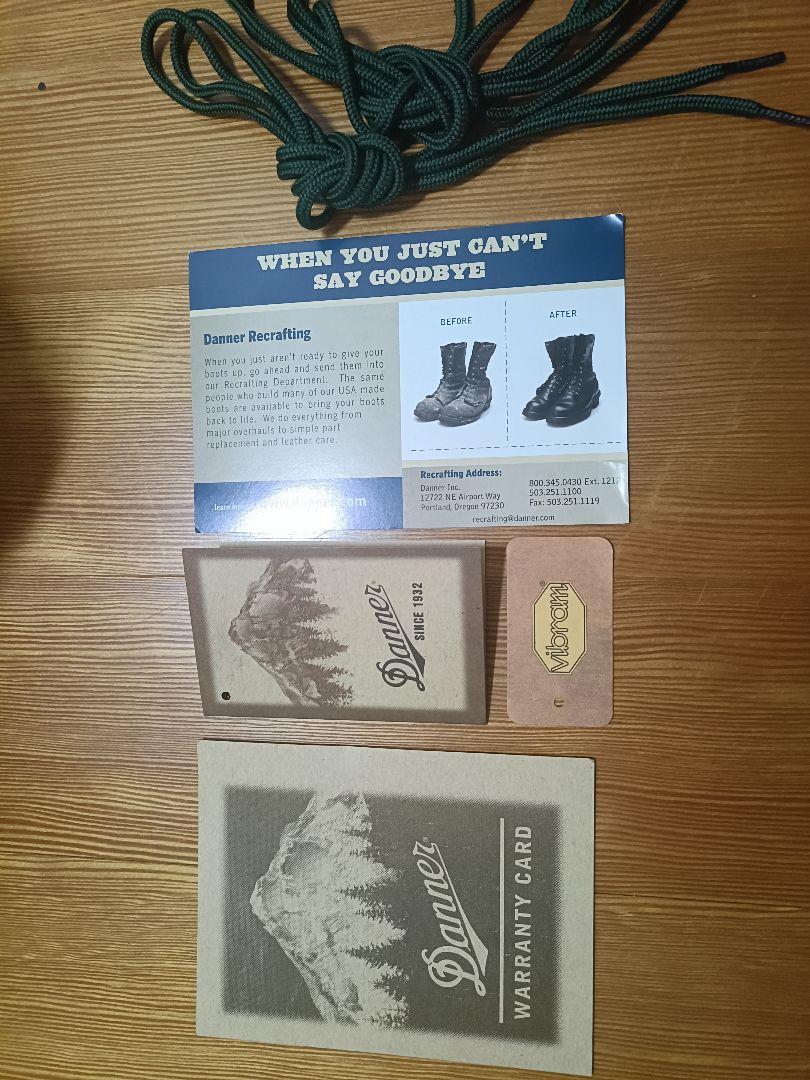 WHEN YOU JUST CAN'T
SAY GOODBYE
Danner Recrafting
When you just aren't ready to give your
boots up, go ahead and send them into
our Recrafting Department. The same
people who build many of our USA made
boots are available to bring your boots
back to life. We do everything from
major overhauls to simple part
replacement and leather care.
www.danner.com
BEFORE
AFTER
Recrafting Address:
Danner Inc.
12722 NE Airport Way
Portland, Oregon 97230
800.345.0430 Ext. 1212
503.251.1100
Fax: 503.251.1119
recrafting@danner.com
Danner®
SINCE 1932
vibram®
Danner®
WARRANTY CARD